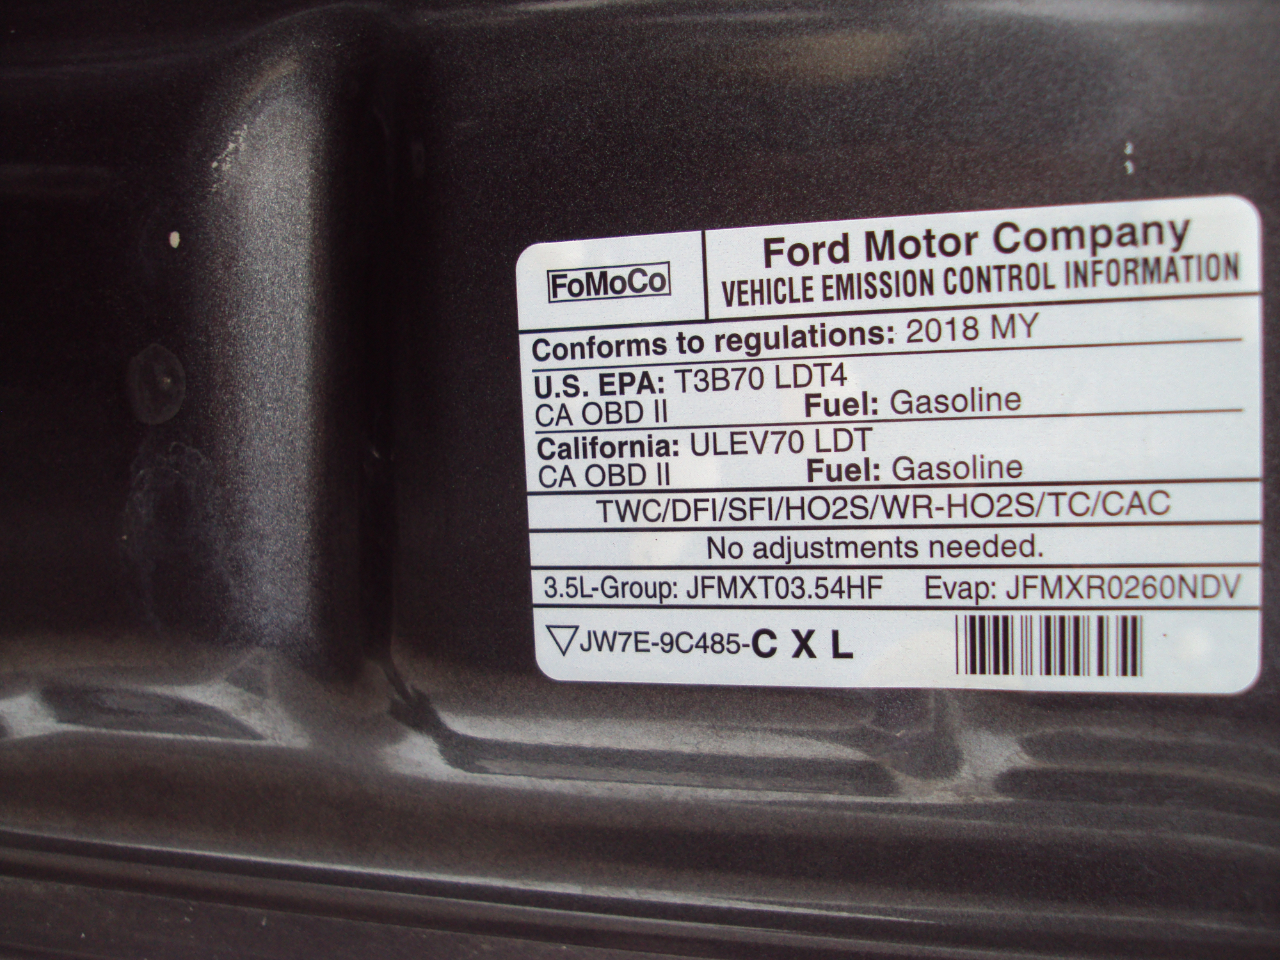 FoMoCo
Ford Motor Company
VEHICLE EMISSION CONTROL INFORMATION
Conforms to regulations: 2018 MY
U.S. EPA: T3B70 LDT4
CA OBD II Fuel: Gasoline
California: ULEV70 LDT
CA OBD II Fuel: Gasoline
TWC/DFI/SFI/HO2S/WR-HO2S/TC/CAC
No adjustments needed.
3.5L-Group: JFMXT03.54HF Evap: JFMXR0260NDV
JW7E-9C485-C X L